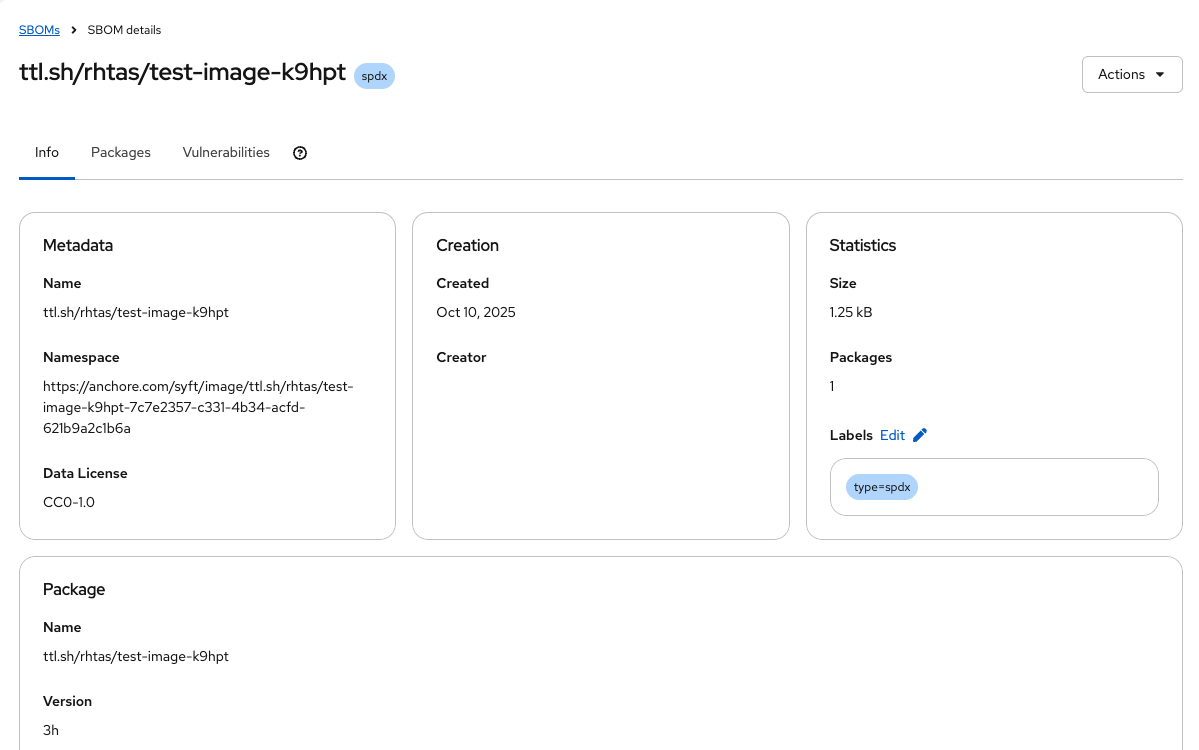 SBOMs > SBOM details
ttl.sh/rhtas/test-image-k9hpt spdx
Actions
Info Packages Vulnerabilities
Metadata
Name
ttl.sh/rhtas/test-image-k9hpt
Namespace
https://anchore.com/syft/image/ttl.sh/rhtas/test-
image-k9hpt-7c7e2357-c331-4b34-acfd-
621b9a2c1b6a
Data License
CC0-1.0
Creation
Created
Oct 10, 2025
Creator
Statistics
Size
1.25 kB
Packages
1
Labels Edit
type=spdx
Package
Name
ttl.sh/rhtas/test-image-k9hpt
Version
3h